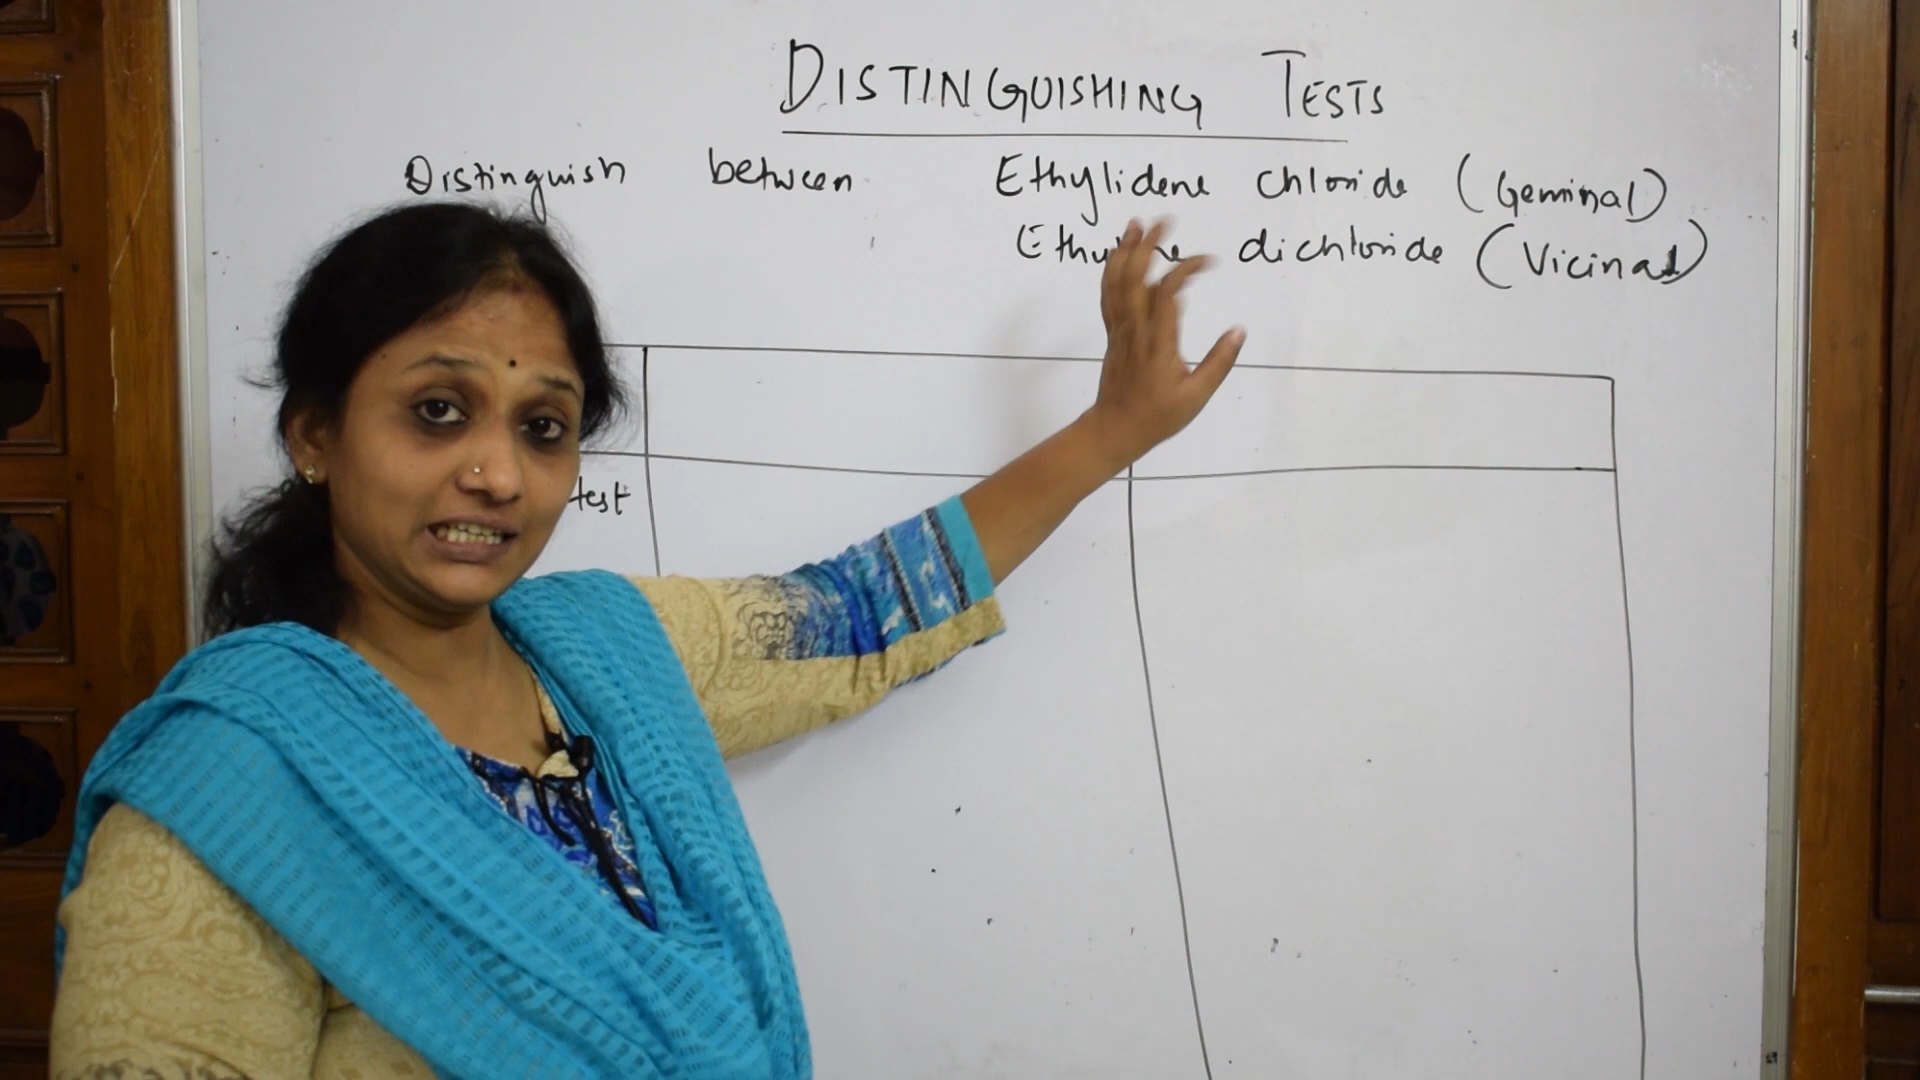 DISTINGUISHING TESTS
Distinguish between Ethylidene chloride (Geminal)
dichloride (Vicinal)
test